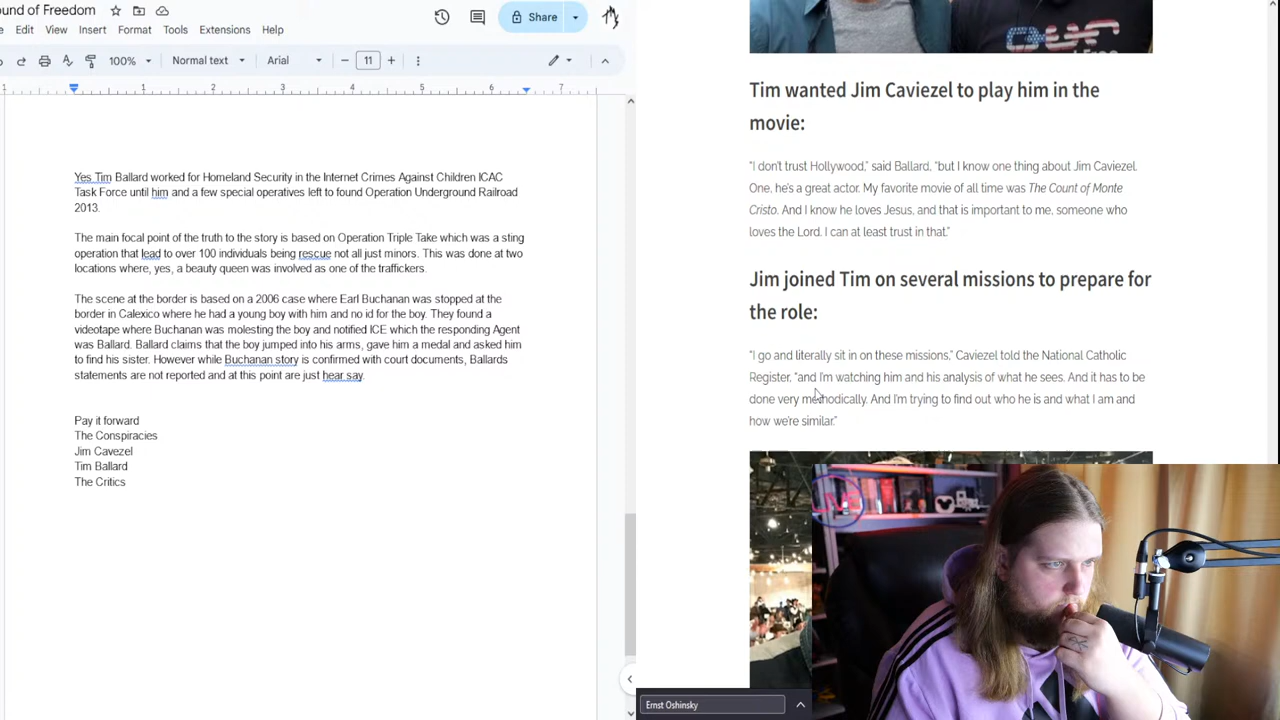 ound of Freedom
Edit View Insert Format Tools Extensions Help
Share
100% Normal text Arial 11
1 1 2 3 4 5 6 7
Yes Tim Ballard worked for Homeland Security in the Internet Crimes Against Children ICAC
Task Force until him and a few special operatives left to found Operation Underground Railroad
2013.
The main focal point of the truth to the story is based on Operation Triple Take which was a sting
operation that lead to over 100 individuals being rescue not all just minors. This was done at two
locations where, yes, a beauty queen was involved as one of the traffickers.
The scene at the border is based on a 2006 case where Earl Buchanan was stopped at the
border in Calexico where he had a young boy with him and no id for the boy. They found a
videotape where Buchanan was molesting the boy and notified ICE which the responding Agent
was Ballard. Ballard claims that the boy jumped into his arms, gave him a medal and asked him
to find his sister. However while Buchanan story is confirmed with court documents, Ballards
statements are not reported and at this point are just hear say.
Pay it forward
The Conspiracies
Jim Cavezel
Tim Ballard
The Critics
OUR
Tim wanted Jim Caviezel to play him in the
movie:
“I don’t trust Hollywood,” said Ballard, “but I know one thing about Jim Caviezel.
One, he’s a great actor. My favorite movie of all time was The Count of Monte
Cristo. And I know he loves Jesus, and that is important to me, someone who
loves the Lord. I can at least trust in that.”
Jim joined Tim on several missions to prepare for
the role:
“I go and literally sit in on these missions,” Caviezel told the National Catholic
Register, “and I’m watching him and his analysis of what he sees. And it has to be
done very methodically. And I’m trying to find out who he is and what I am and
how we’re similar.”
LIVE
Ernst Oshinsky